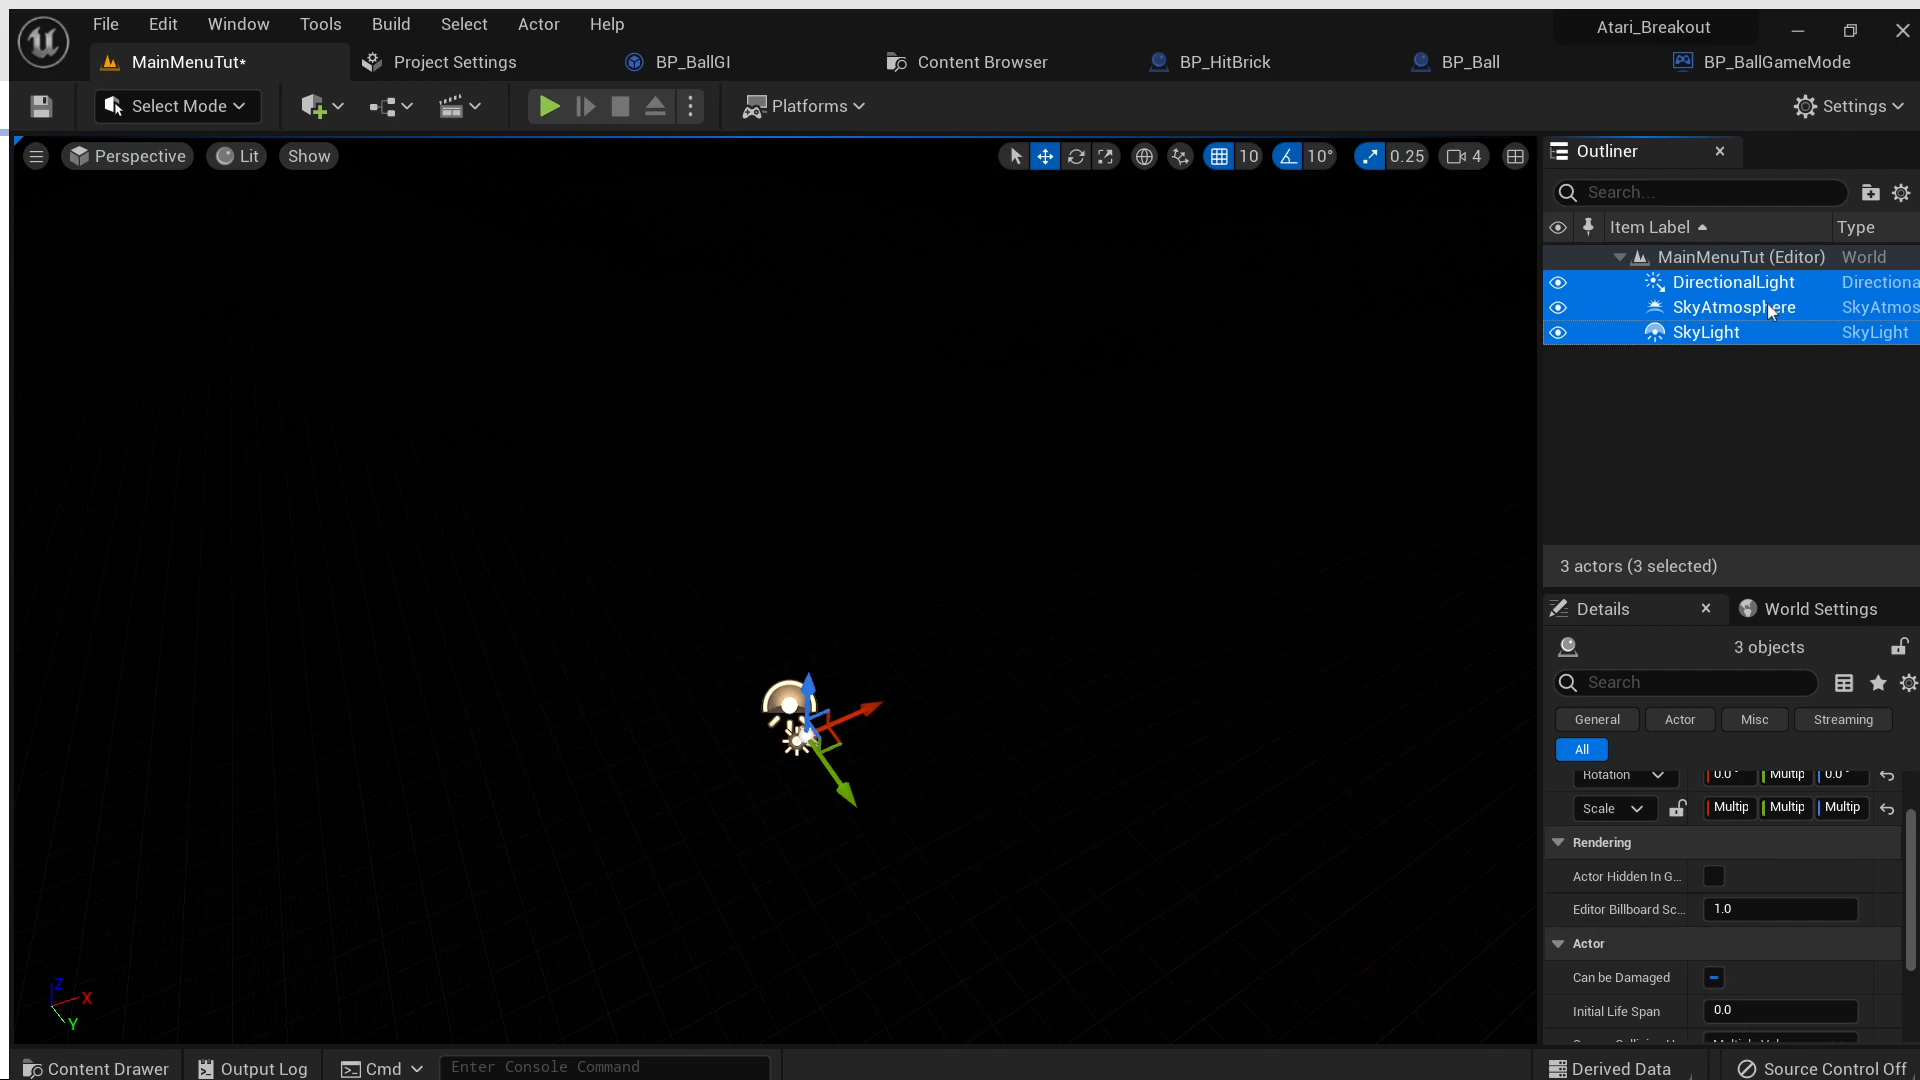 File Edit Window Tools Build Select Actor Help Atari_Breakout
MainMenuTut* Project Settings BP_BallGI Content Browser BP_HitBrick BP_Ball BP_BallGameMode
Select Mode Platforms Settings
Perspective Lit Show 10 10° 0.25 4
Outliner
Search...
Item Label Type
MainMenuTut (Editor) World
DirectionalLight Directiona
SkyAtmosphere SkyAtmos
SkyLight SkyLight
3 actors (3 selected)
Details World Settings
3 objects
Search
General Actor Misc Streaming
All
Rotation 0.0° Multip 0.0°
Scale Multip Multip Multip
Rendering
Actor Hidden In G...
Editor Billboard Sc... 1.0
Actor
Can be Damaged
Initial Life Span 0.0
Z
X
Y
Content Drawer Output Log Cmd Enter Console Command Derived Data Source Control Off